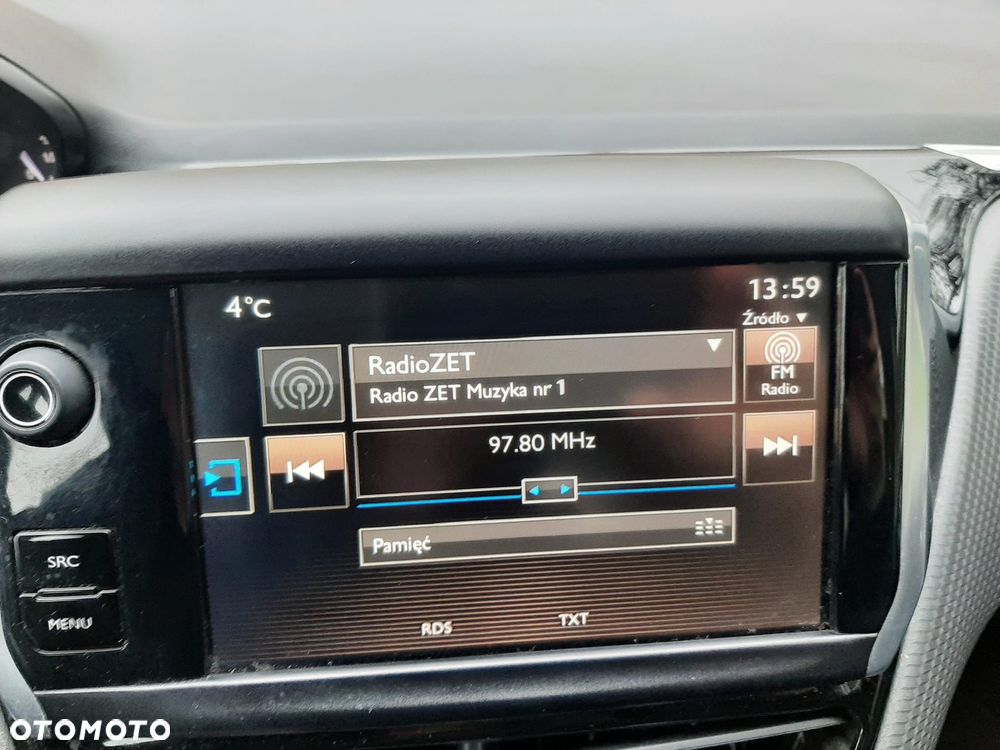 4°C
13:59
Źródło
RadioZET
Radio ZET Muzyka nr 1
FM
Radio
97.80 MHz
Pamięć
SRC
MENU
RDS
TXT
OTOMOTO